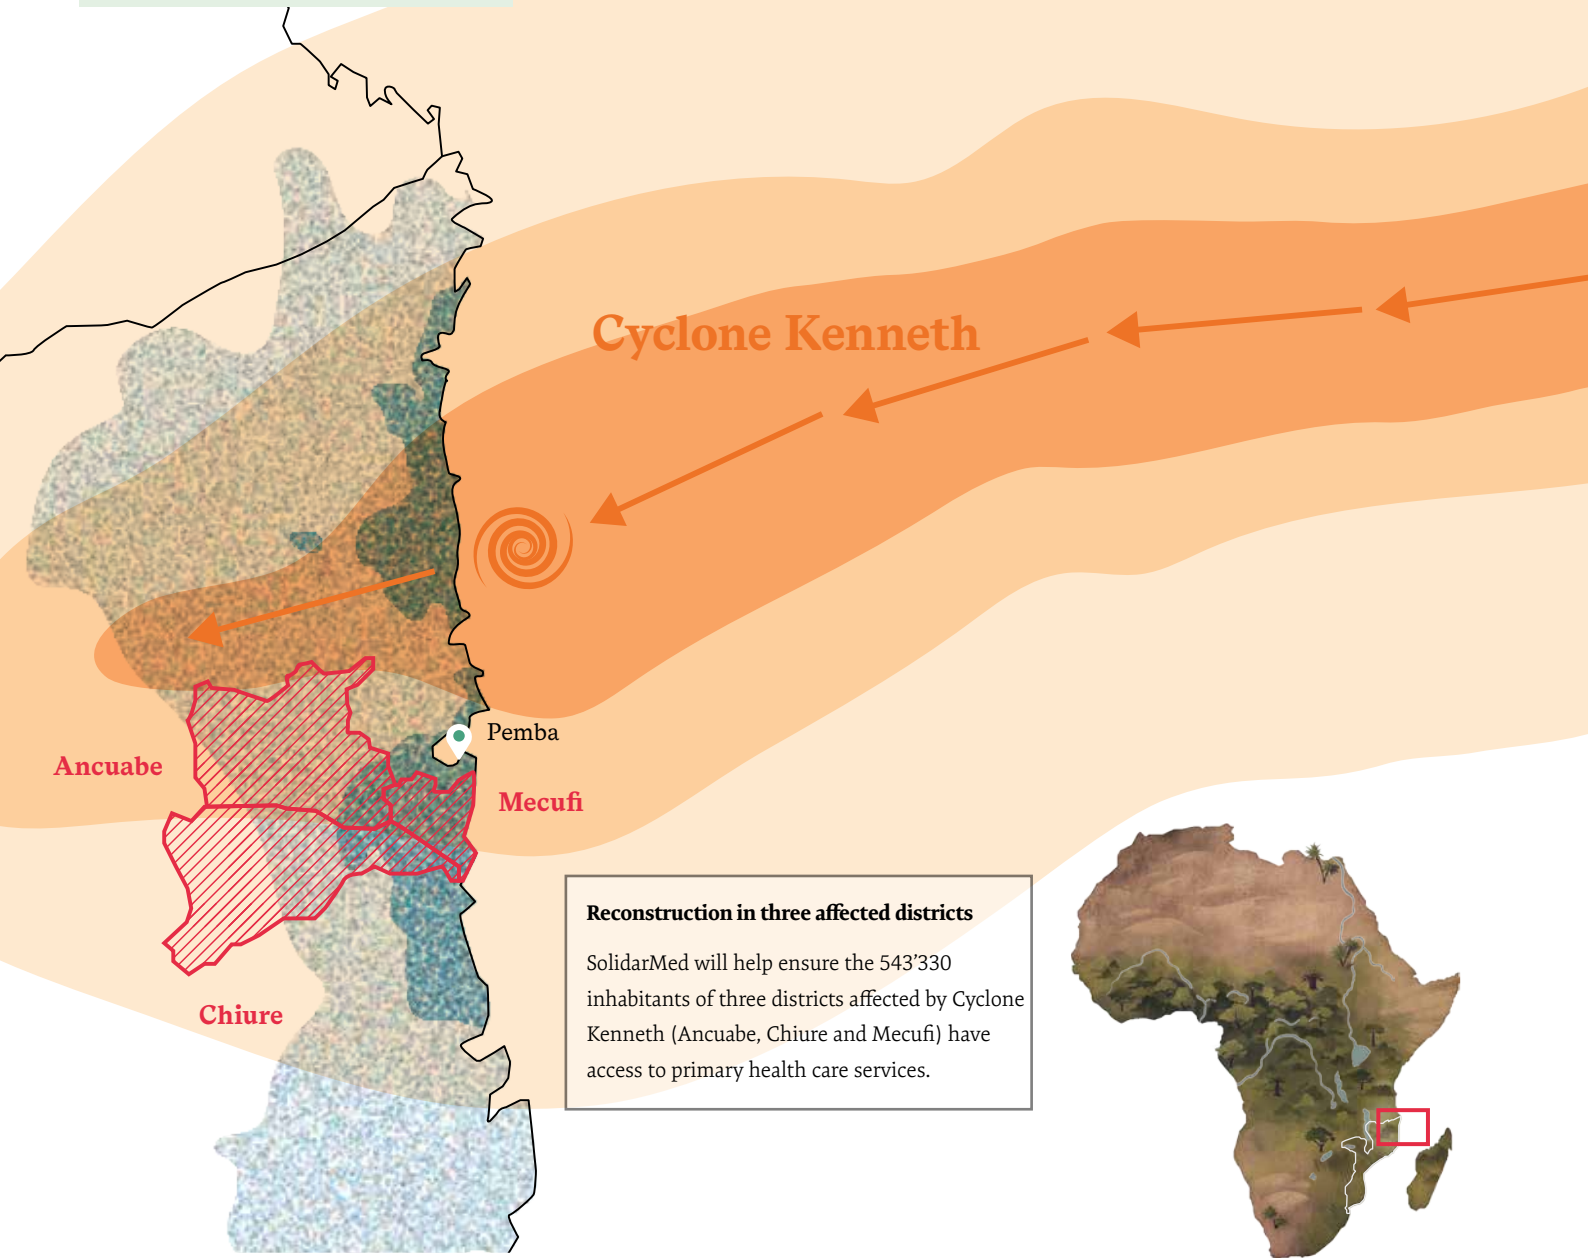 Cyclone Kenneth
Pemba
Ancuabe
Mecufi
Chiure
Reconstruction in three affected districts
SolidarMed will help ensure the 543’330
inhabitants of three districts affected by Cyclone
Kenneth (Ancuabe, Chiure and Mecufi) have
access to primary health care services.